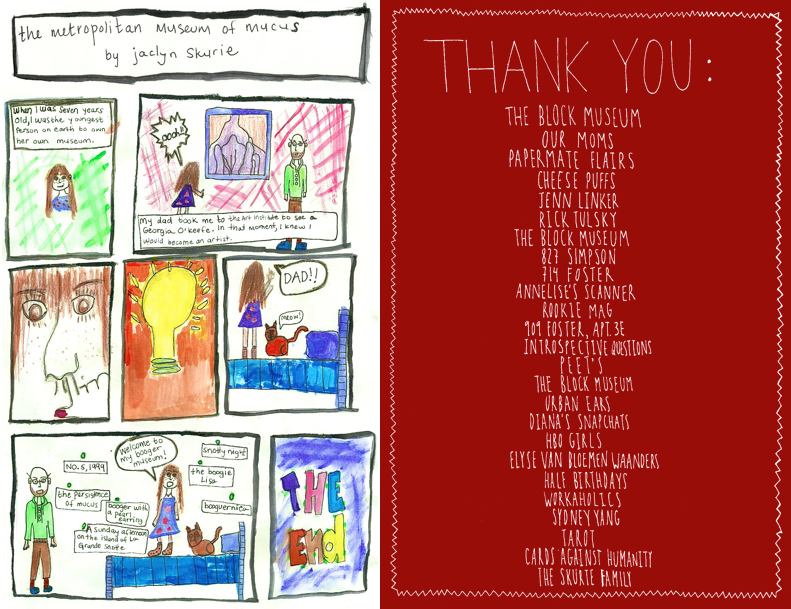 the metropolitan museum of mucus
by jaclyn skurie
When I was seven years
old, I was the youngest
person on earth to own
her own museum.
oooh!!
My dad took me to the Art Institute to see a
Georgia O'keefe. In that moment, I knew I
would become an artist.
DAD!!
meow!
Welcome to
my booger
museum!
NO. 5, 1999
the persistence
of mucus
booger with
a pearl
earring
A Sunday afternoon
on the island of La
Grande Snotte
snotty night
the boogie
Lisa
booguernica
THE
End
THANK YOU:
THE BLOCK MUSEUM
OUR MOMS
PAPERMATE FLAIRS
CHEESE PUFFS
JENN LINKER
RICK TULSKY
THE BLOCK MUSEUM
827 SIMPSON
714 FOSTER
ANNELISE'S SCANNER
ROOKIE MAG
909 FOSTER, APT. 3E
INTROSPECTIVE QUESTIONS
PEET'S
THE BLOCK MUSEUM
URBAN EARS
DIANA'S SNAPCHATS
HBO GIRLS
ELYSE VAN BLOEMEN WAANDERS
HALF BIRTHDAYS
WORKAHOLICS
SYDNEY YANG
TAROT
CARDS AGAINST HUMANITY
THE SKURIE FAMILY